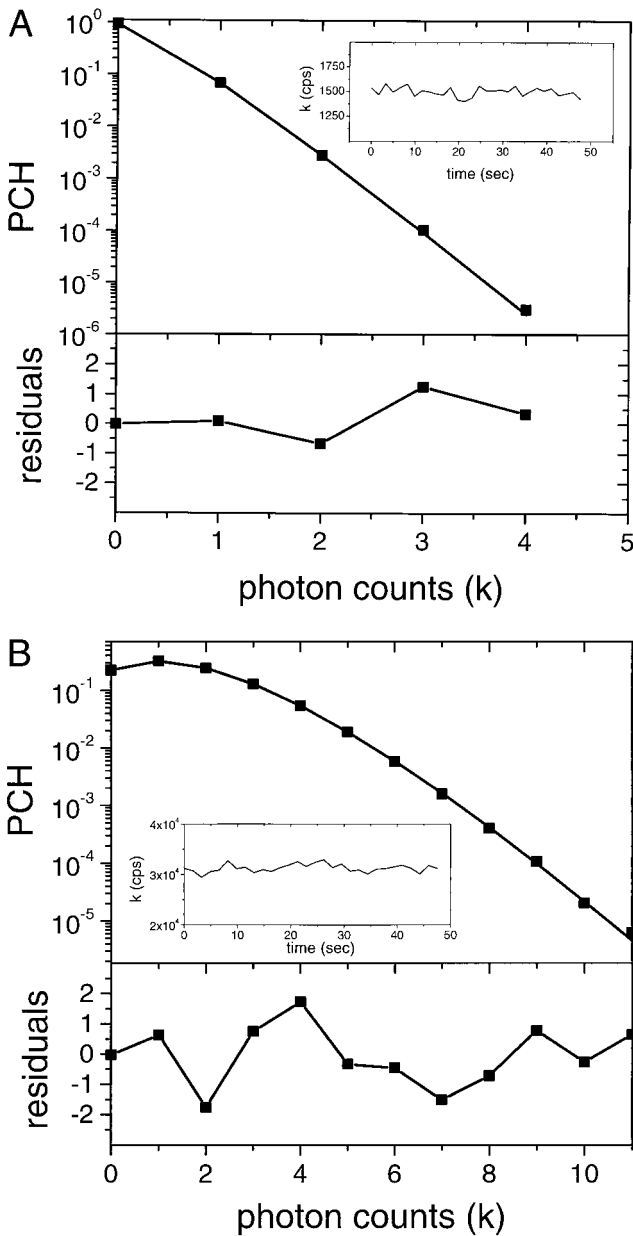 A
PCH
10^0
10^-1
10^-2
10^-3
10^-4
10^-5
10^-6
k (cps)
1750
1500
1250
0 10 20 30 40 50
time (sec)
residuals
2
1
0
-1
-2
0 1 2 3 4 5
photon counts (k)
B
PCH
10^-1
10^-2
10^-3
10^-4
10^-5
k (cps)
4x10^4
3x10^4
2x10^4
0 10 20 30 40 50
time (sec)
residuals
2
1
0
-1
-2
0 2 4 6 8 10
photon counts (k)